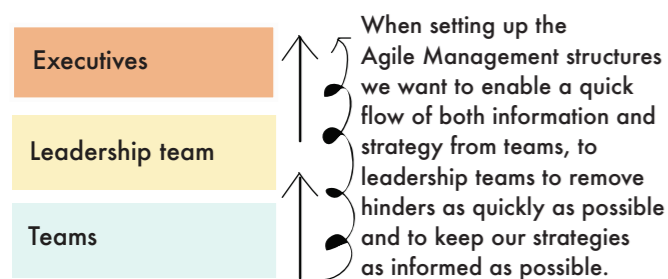 Executives
Leadership team
Teams
When setting up the
Agile Management structures
we want to enable a quick
flow of both information and
strategy from teams, to
leadership teams to remove
hinders as quickly as possible
and to keep our strategies
as informed as possible.